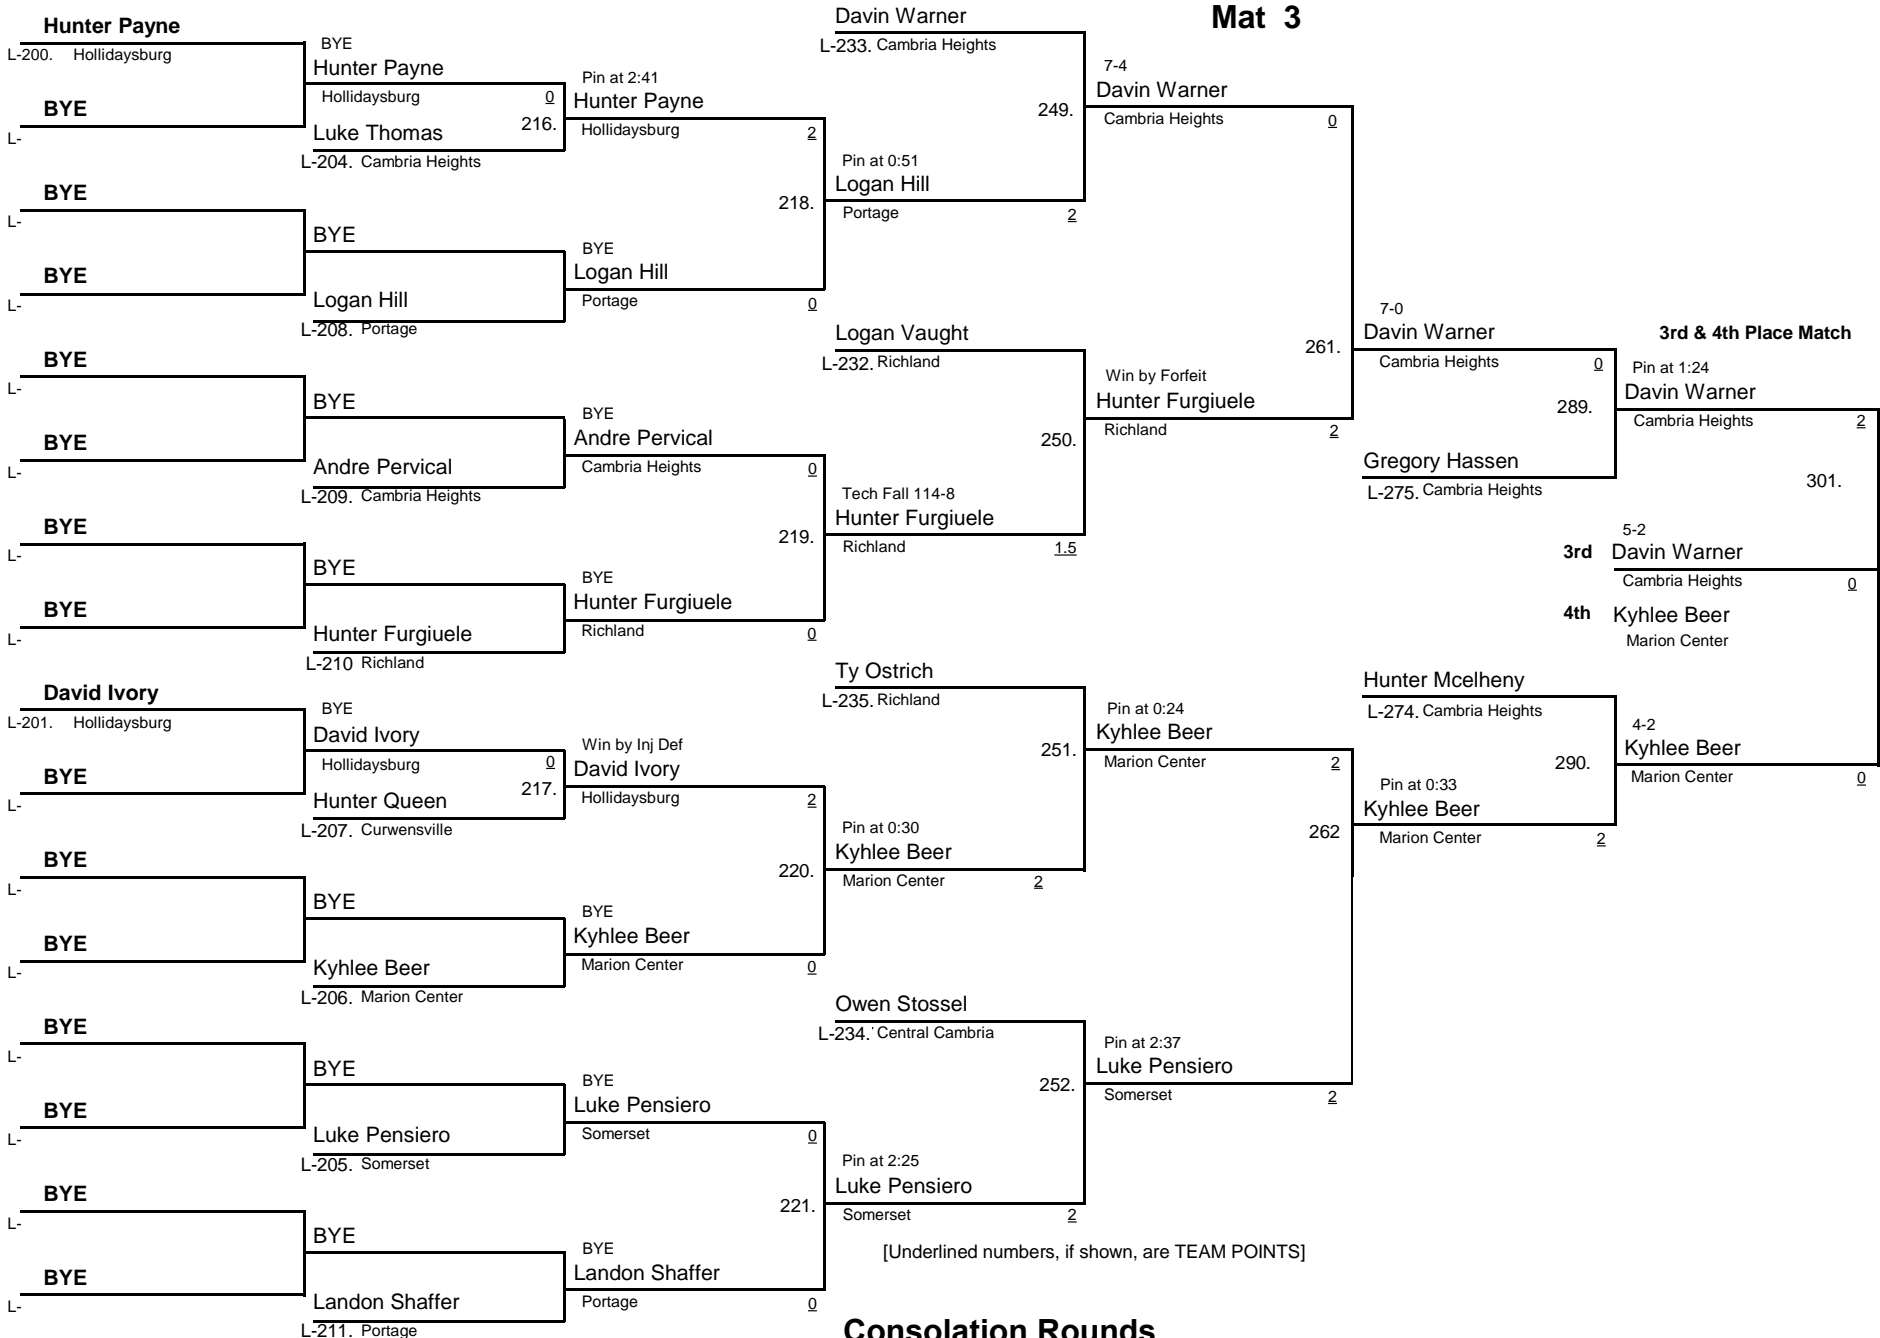 Mat 3
Hunter Payne
L-200. Hollidaysburg
BYE
L-
BYE
L-
BYE
L-
BYE
L-
BYE
L-
BYE
L-
BYE
L-
David Ivory
L-201. Hollidaysburg
BYE
L-
BYE
L-
BYE
L-
BYE
L-
BYE
L-
BYE
L-
BYE
L-
BYE
Hunter Payne
Hollidaysburg 0
216.
Luke Thomas
L-204. Cambria Heights
BYE
Logan Hill
L-208. Portage
BYE
Andre Pervical
L-209. Cambria Heights
BYE
Hunter Furgiuele
L-210 Richland
BYE
David Ivory
Hollidaysburg 0
217.
Hunter Queen
L-207. Curwensville
BYE
Kyhlee Beer
L-206. Marion Center
BYE
Luke Pensiero
L-205. Somerset
BYE
Landon Shaffer
L-211. Portage
Pin at 2:41
Hunter Payne
Hollidaysburg 2
218.
BYE
Logan Hill
Portage 0
BYE
Andre Pervical
Cambria Heights 0
219.
BYE
Hunter Furgiuele
Richland 0
Win by Inj Def
David Ivory
Hollidaysburg 2
220.
BYE
Kyhlee Beer
Marion Center 0
BYE
Luke Pensiero
Somerset 0
221.
BYE
Landon Shaffer
Portage 0
Davin Warner
L-233. Cambria Heights
249.
Pin at 0:51
Logan Hill
Portage 2
Logan Vaught
L-232. Richland
250.
Tech Fall 114-8
Hunter Furgiuele
Richland 1.5
Ty Ostrich
L-235. Richland
251.
Pin at 0:30
Kyhlee Beer
Marion Center 2
Owen Stossel
L-234.' Central Cambria
252.
Pin at 2:25
Luke Pensiero
Somerset 2
7-4
Davin Warner
Cambria Heights 0
261.
Win by Forfeit
Hunter Furgiuele
Richland 2
Pin at 0:24
Kyhlee Beer
Marion Center 2
262
Pin at 2:37
Luke Pensiero
Somerset 2
7-0
Davin Warner
Cambria Heights 0
289.
Gregory Hassen
L-275. Cambria Heights
Hunter Mcelheny
L-274. Cambria Heights
290.
Pin at 0:33
Kyhlee Beer
Marion Center 2
3rd & 4th Place Match
Pin at 1:24
Davin Warner
Cambria Heights 2
301.
5-2
3rd Davin Warner
Cambria Heights 0
4th Kyhlee Beer
Marion Center
4-2
Kyhlee Beer
Marion Center 0
[Underlined numbers, if shown, are TEAM POINTS]
Consolation Rounds